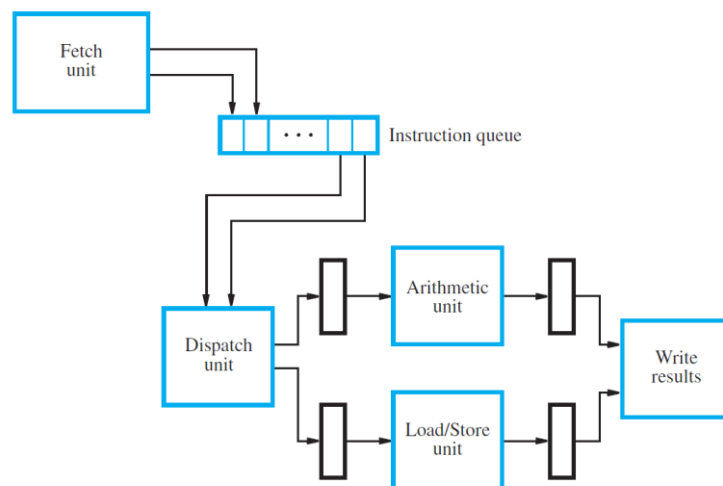 Fetch
unit
• • •
Instruction queue
Dispatch
unit
Arithmetic
unit
Load/Store
unit
Write
results